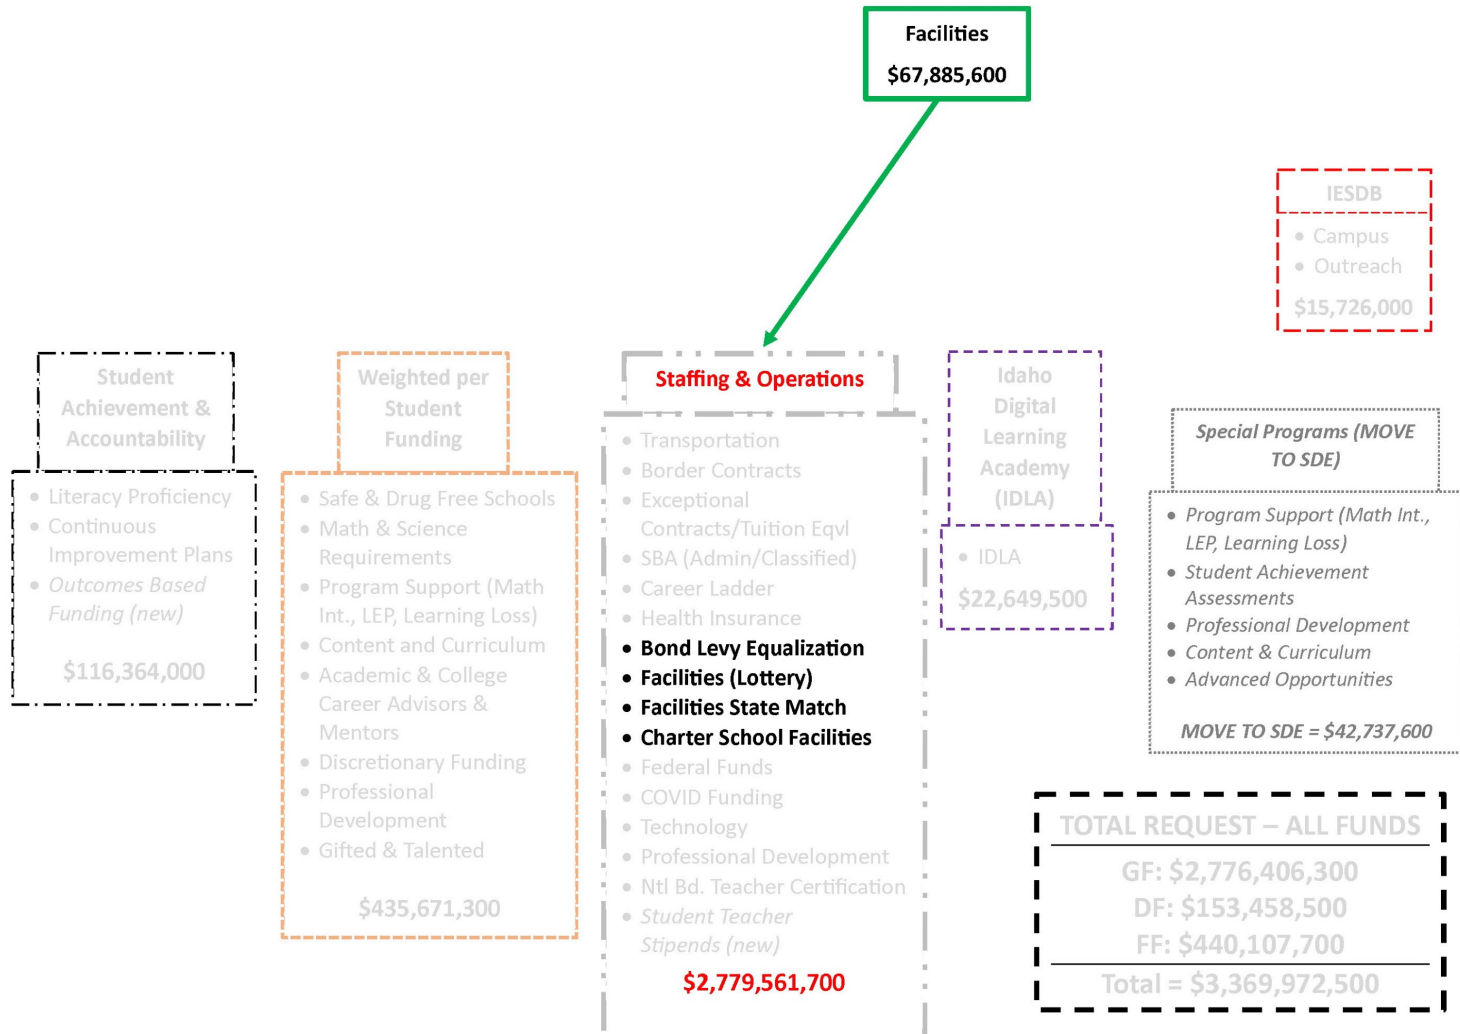 Facilities
$67,885,600
IESDB
• Campus
• Outreach
$15,726,000
Student
Achievement &
Accountability
• Literacy Proficiency
• Continuous
Improvement Plans
• Outcomes Based
Funding (new)
$116,364,000
Weighted per
Student
Funding
• Safe & Drug Free Schools
• Math & Science
Requirements
• Program Support (Math
Int., LEP, Learning Loss)
• Content and Curriculum
• Academic & College
Career Advisors &
Mentors
• Discretionary Funding
• Professional
Development
• Gifted & Talented
$435,671,300
Staffing & Operations
• Transportation
• Border Contracts
• Exceptional
Contracts/Tuition Eqvl
• SBA (Admin/Classified)
• Career Ladder
• Health Insurance
• Bond Levy Equalization
• Facilities (Lottery)
• Facilities State Match
• Charter School Facilities
• Federal Funds
• COVID Funding
• Technology
• Professional Development
• Ntl Bd. Teacher Certification
• Student Teacher
Stipends (new)
$2,779,561,700
Idaho
Digital
Learning
Academy
(IDLA)
• IDLA
$22,649,500
Special Programs (MOVE
TO SDE)
• Program Support (Math Int.,
LEP, Learning Loss)
• Student Achievement
Assessments
• Professional Development
• Content & Curriculum
• Advanced Opportunities
MOVE TO SDE = $42,737,600
TOTAL REQUEST – ALL FUNDS
GF: $2,776,406,300
DF: $153,458,500
FF: $440,107,700
Total = $3,369,972,500